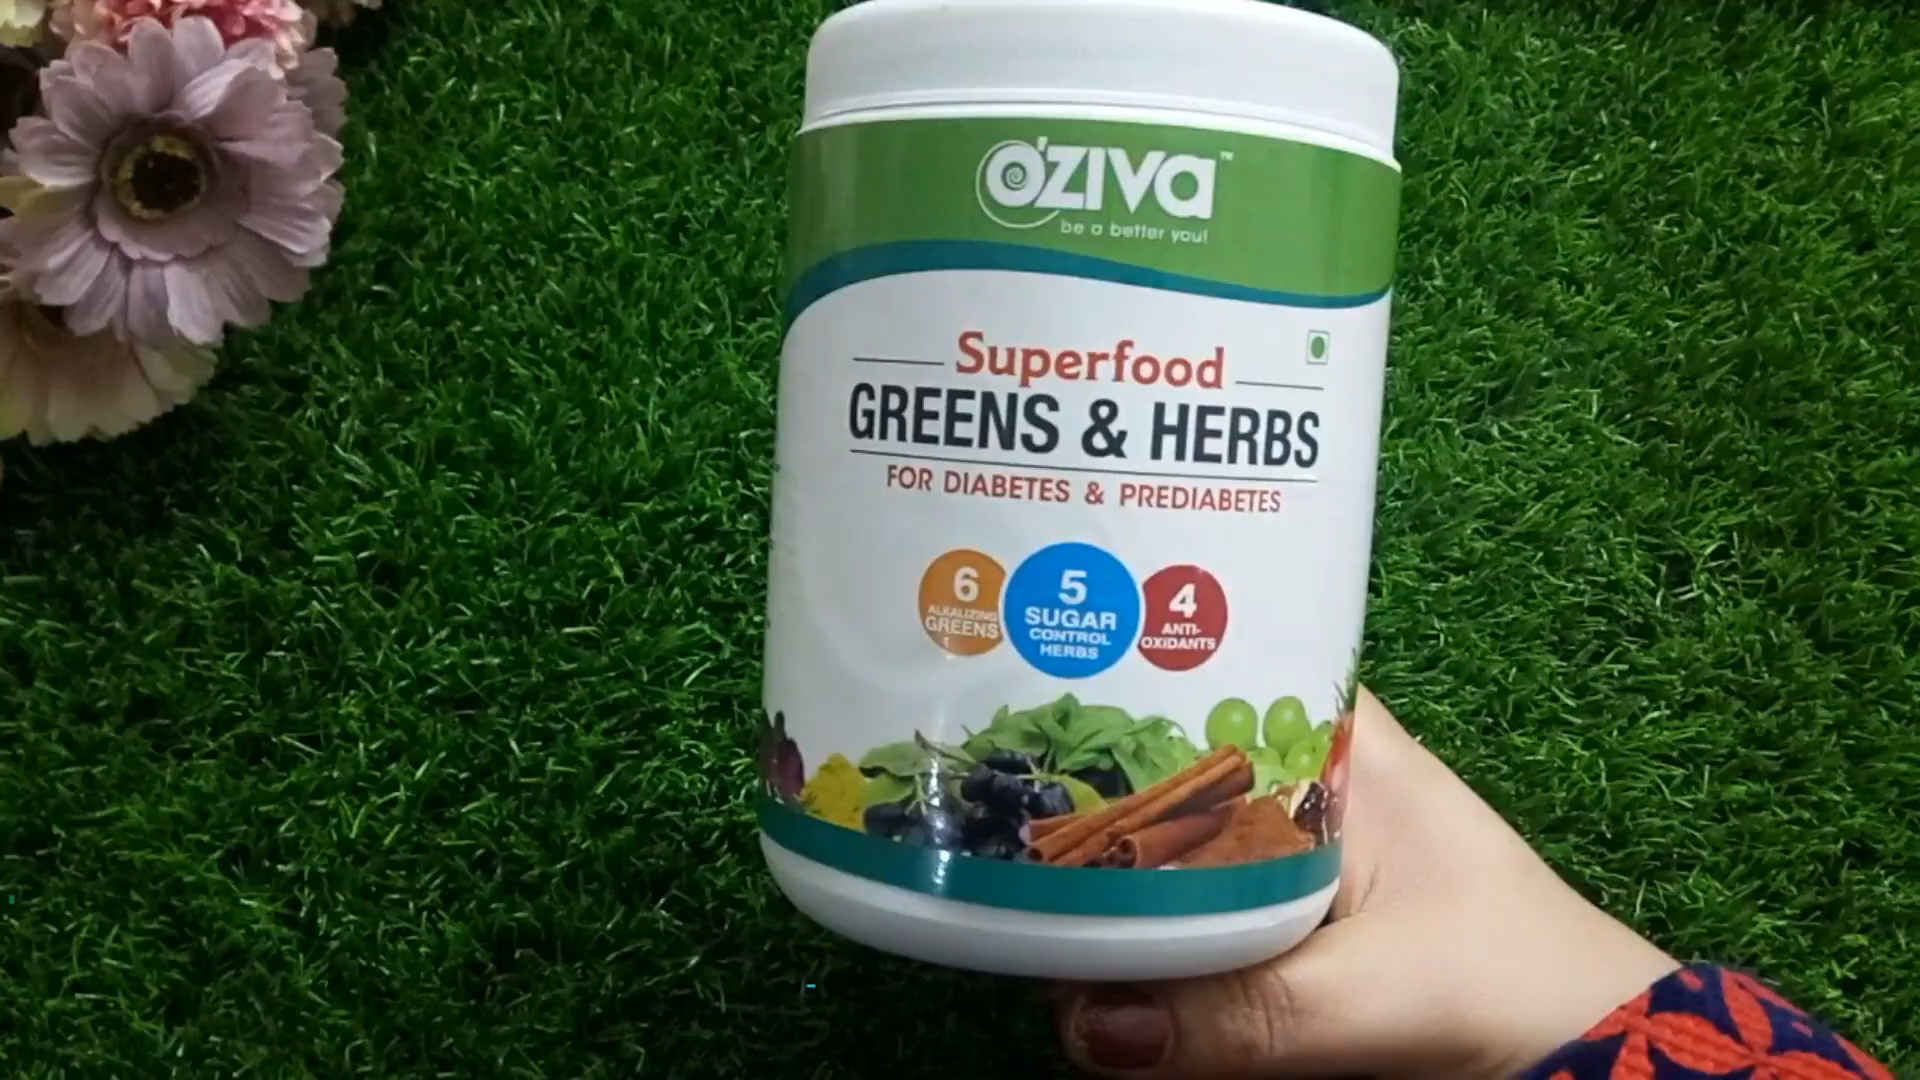 O'ZIVA™
be a better you!
Superfood
GREENS & HERBS
FOR DIABETES & PREDIABETES
6
ALKALIZING
GREENS
5
SUGAR
CONTROL
HERBS
4
ANTI-
OXIDANTS